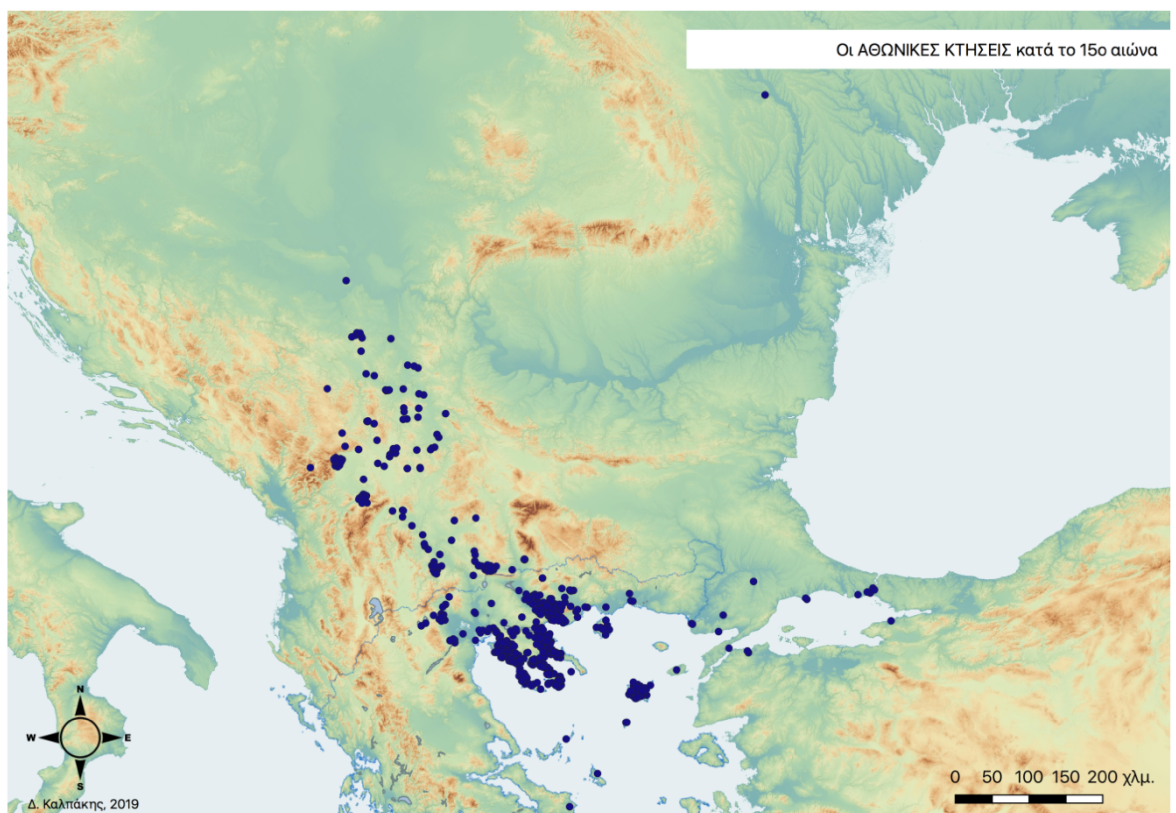 Οι ΑΘΩΝΙΚΕΣ ΚΤΗΣΕΙΣ κατά το 15ο αιώνα
N
W E
S
0 50 100 150 200 χλμ.
Δ. Καλπάκης, 2019